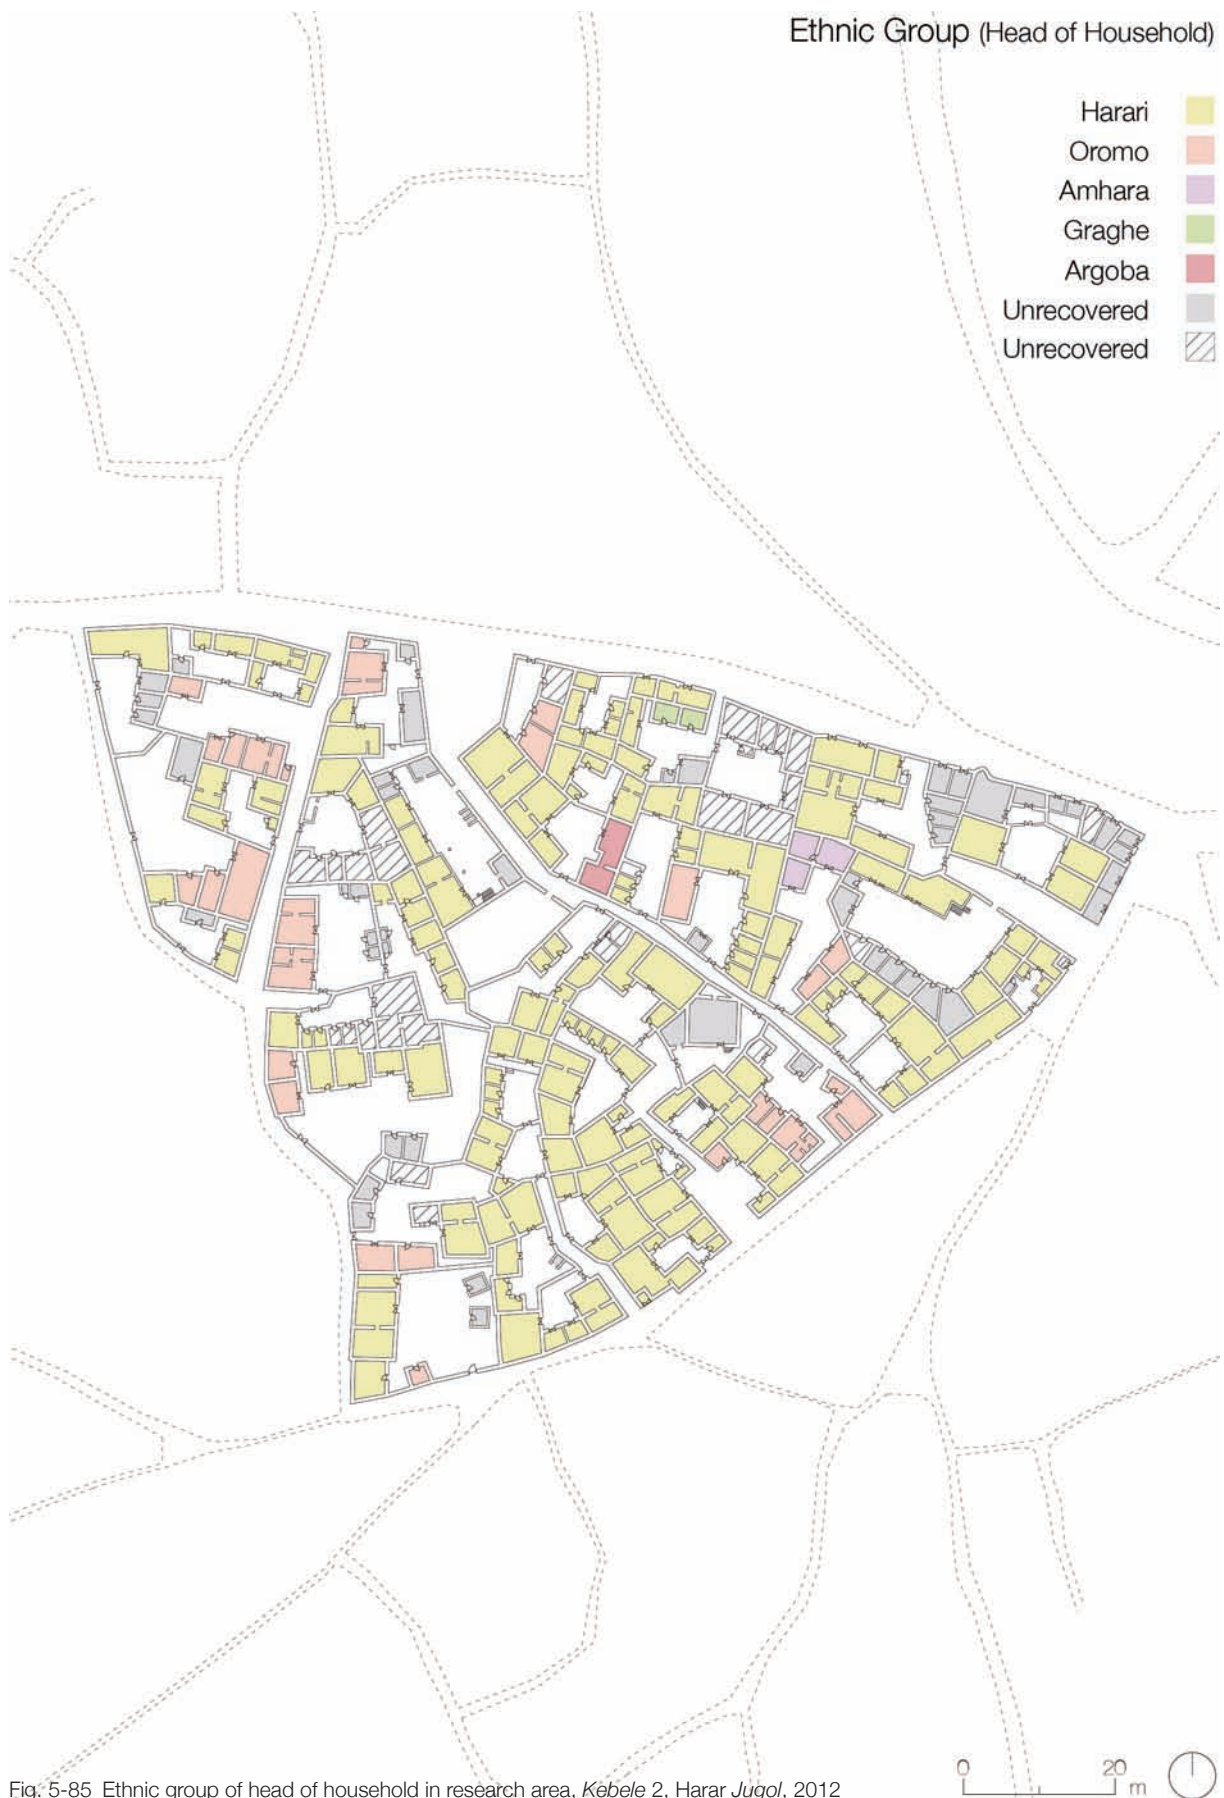 Ethnic Group (Head of Household)
Harari
Oromo
Amhara
Graghe
Argoba
Unrecovered
Unrecovered
0 20 m
Fig. 5-85 Ethnic group of head of household in research area, Kebele 2, Harar Jugol, 2012